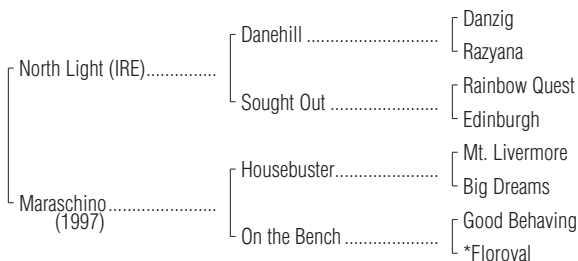 Danzig
Danehill
Razyana
North Light (IRE)
Rainbow Quest
Sought Out
Edinburgh
Mt. Livermore
Housebuster
Big Dreams
Maraschino
(1997)
Good Behaving
On the Bench
*Floroval